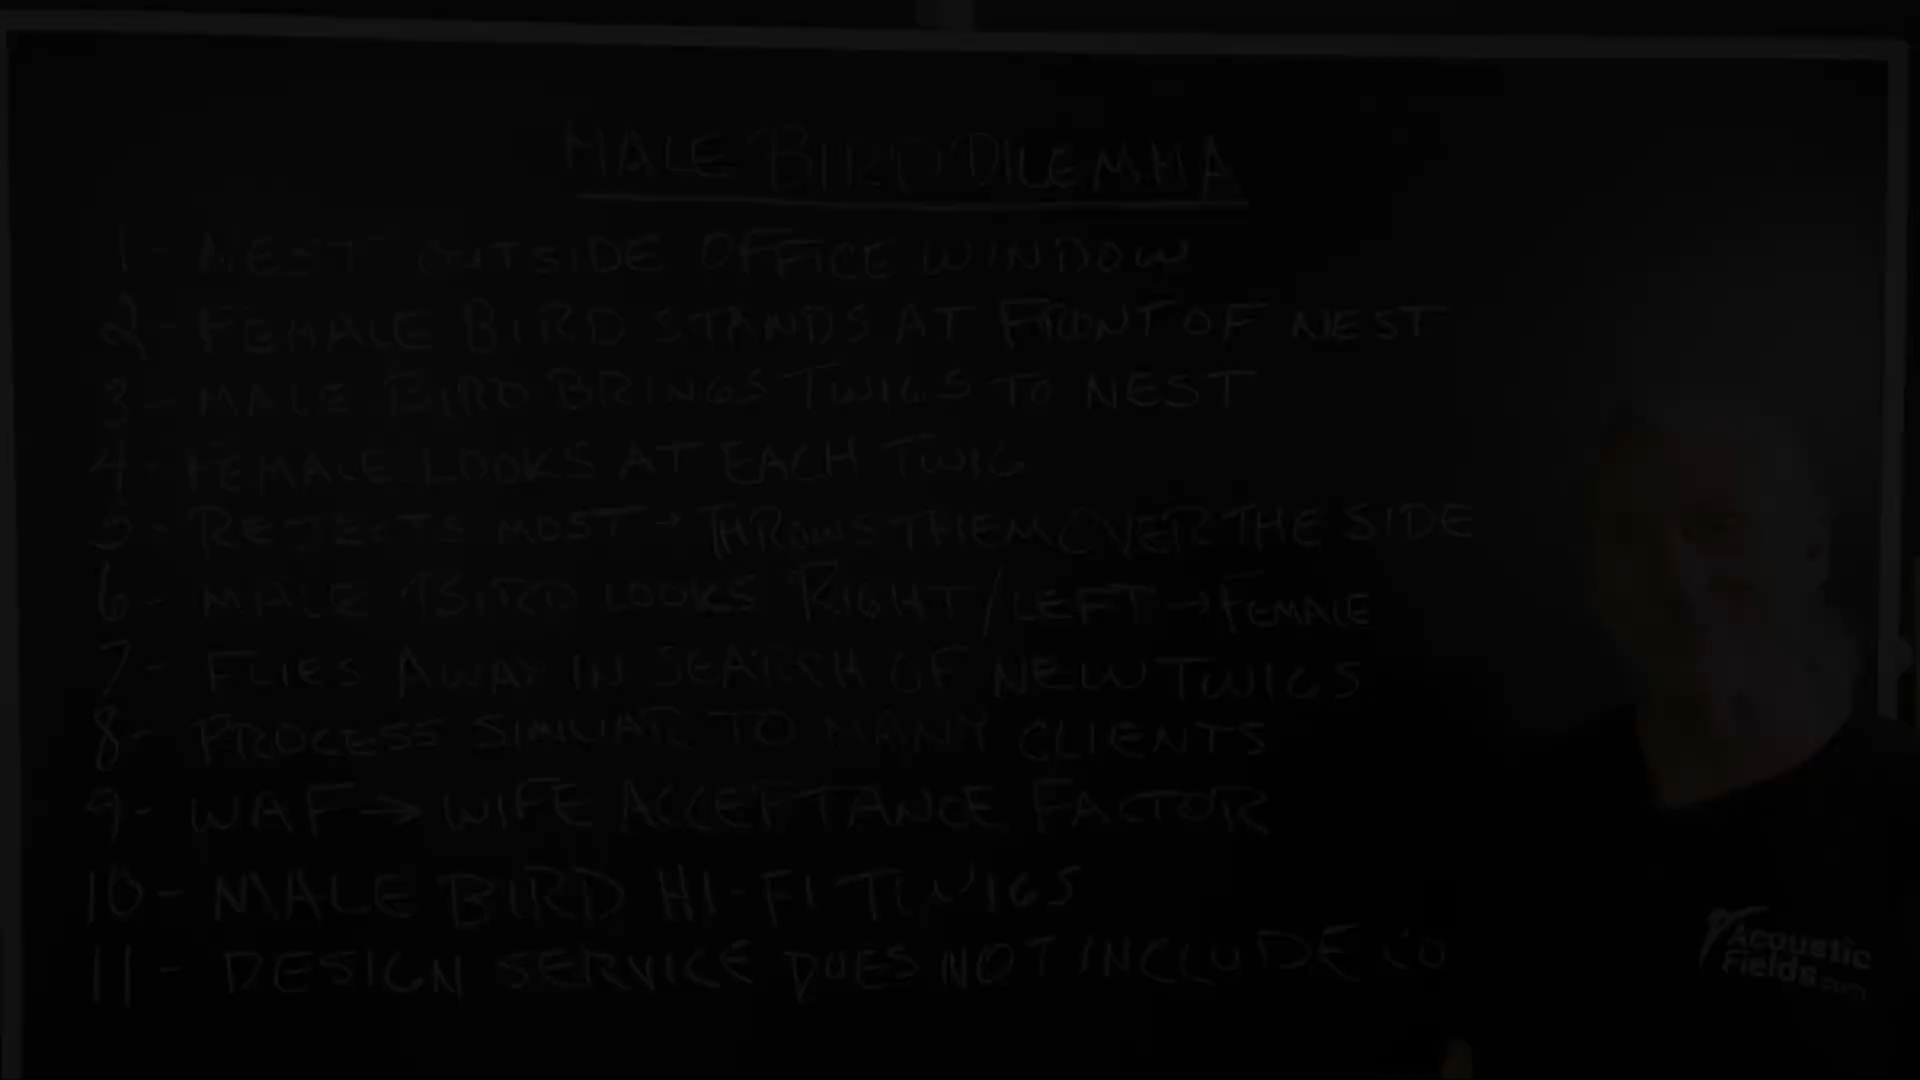 MALE BIRD DILEMMA
1- NEST OUTSIDE OFFICE WINDOW
2- FEMALE BIRD STANDS AT FRONT OF NEST
3- MALE BIRD BRINGS TWIGS TO NEST
4- FEMALE LOOKS AT EACH TWIG
5- REJECTS MOST → THROWS THEM OVER THE SIDE
6- MALE BIRD LOOKS RIGHT/LEFT → FEMALE
7- FLIES AWAY IN SEARCH OF NEW TWIGS
8- PROCESS SIMILIAR TO MANY CLIENTS
9- WAF → WIFE ACCEPTANCE FACTOR
10- MALE BIRD HI-FI TWIGS
11- DESIGN SERVICE DOES NOT INCLUDE CO
Acoustic
Fields.com